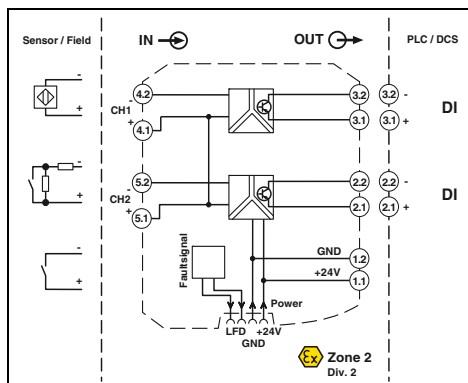 Sensor / Field
IN
OUT
PLC / DCS
-
+
4.2
-
CH1
+
4.1
3.2
3.1
3.2 -
3.1 +
DI
-
+
5.2
-
CH2
+
5.1
2.2
2.1
2.2 -
2.1 +
DI
-
+
Faultsignal
GND
1.2
+24V
1.1
Power
LFD
+24V
GND
Ex
Zone 2
Div. 2